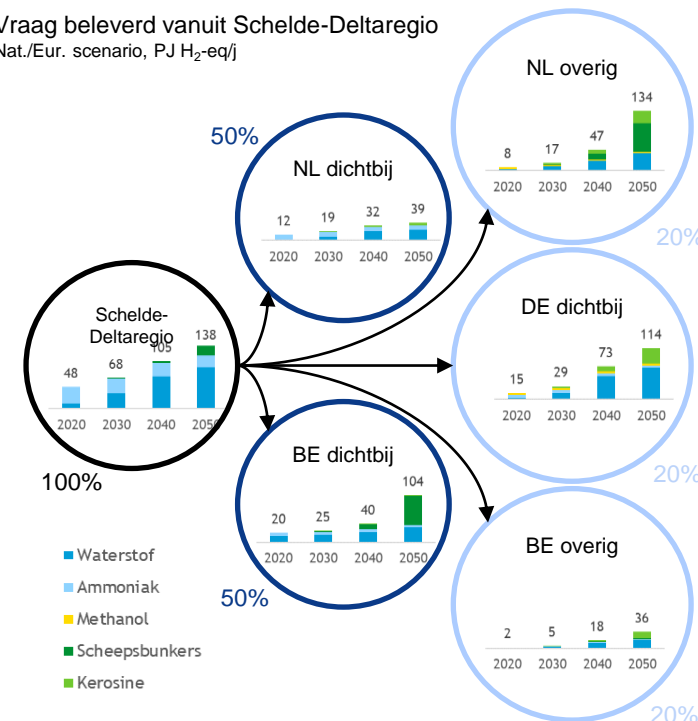 Vraag beleverd vanuit Schelde-Deltaregio
Nat./Eur. scenario, PJ H₂-eq/j
NL overig
8 17 47 134
2020 2030 2040 2050
20%
50%
NL dichtbij
12 19 32 39
2020 2030 2040 2050
Schelde-
Deltaregio
48 68 105 138
2020 2030 2040 2050
100%
DE dichtbij
15 29 73 114
2020 2030 2040 2050
20%
BE dichtbij
20 25 40 104
2020 2030 2040 2050
50%
BE overig
2 5 18 36
2020 2030 2040 2050
20%
Waterstof
Ammoniak
Methanol
Scheepsbunkers
Kerosine